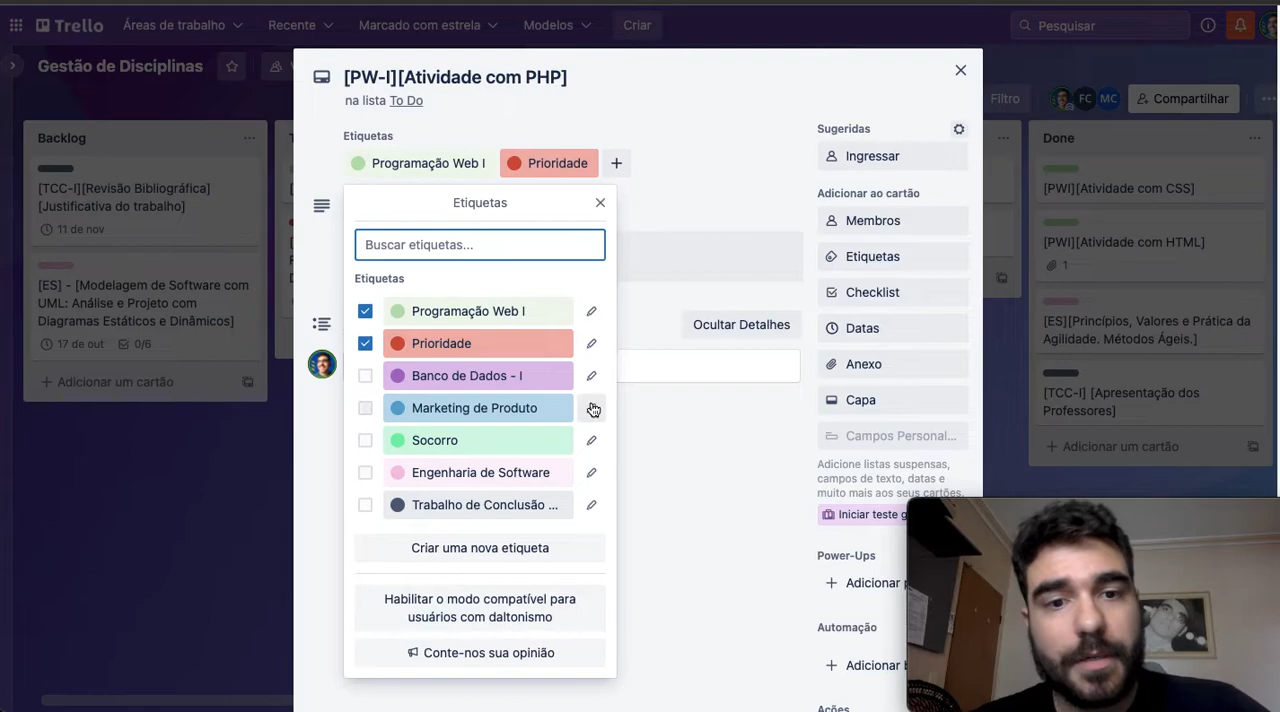 Trello
Áreas de trabalho
Recente
Marcado com estrela
Modelos
Criar
Pesquisar
Gestão de Disciplinas
Filtro
FC
MC
Compartilhar
Backlog
[TCC-I][Revisão Bibliográfica]
[Justificativa do trabalho]
11 de nov
[ES] - [Modelagem de Software com
UML: Análise e Projeto com
Diagramas Estáticos e Dinâmicos]
17 de out
0/6
Adicionar um cartão
[PW-I][Atividade com PHP]
na lista To Do
Etiquetas
Programação Web I
Prioridade
Etiquetas
Buscar etiquetas...
Etiquetas
Programação Web I
Prioridade
Banco de Dados - I
Marketing de Produto
Socorro
Engenharia de Software
Trabalho de Conclusão ...
Criar uma nova etiqueta
Habilitar o modo compatível para
usuários com daltonismo
Conte-nos sua opinião
Ocultar Detalhes
Sugeridas
Ingressar
Adicionar ao cartão
Membros
Etiquetas
Checklist
Datas
Anexo
Capa
Campos Personal...
Adicione listas suspensas,
campos de texto, datas e
muito mais aos seus cartões.
Iniciar teste
Power-Ups
Adicionar
Automação
Adicionar
Ações
Done
[PWI][Atividade com CSS]
[PWI][Atividade com HTML]
1
[ES][Princípios, Valores e Prática da
Agilidade. Métodos Ágeis.]
[TCC-I] [Apresentação dos
Professores]
Adicionar um cartão